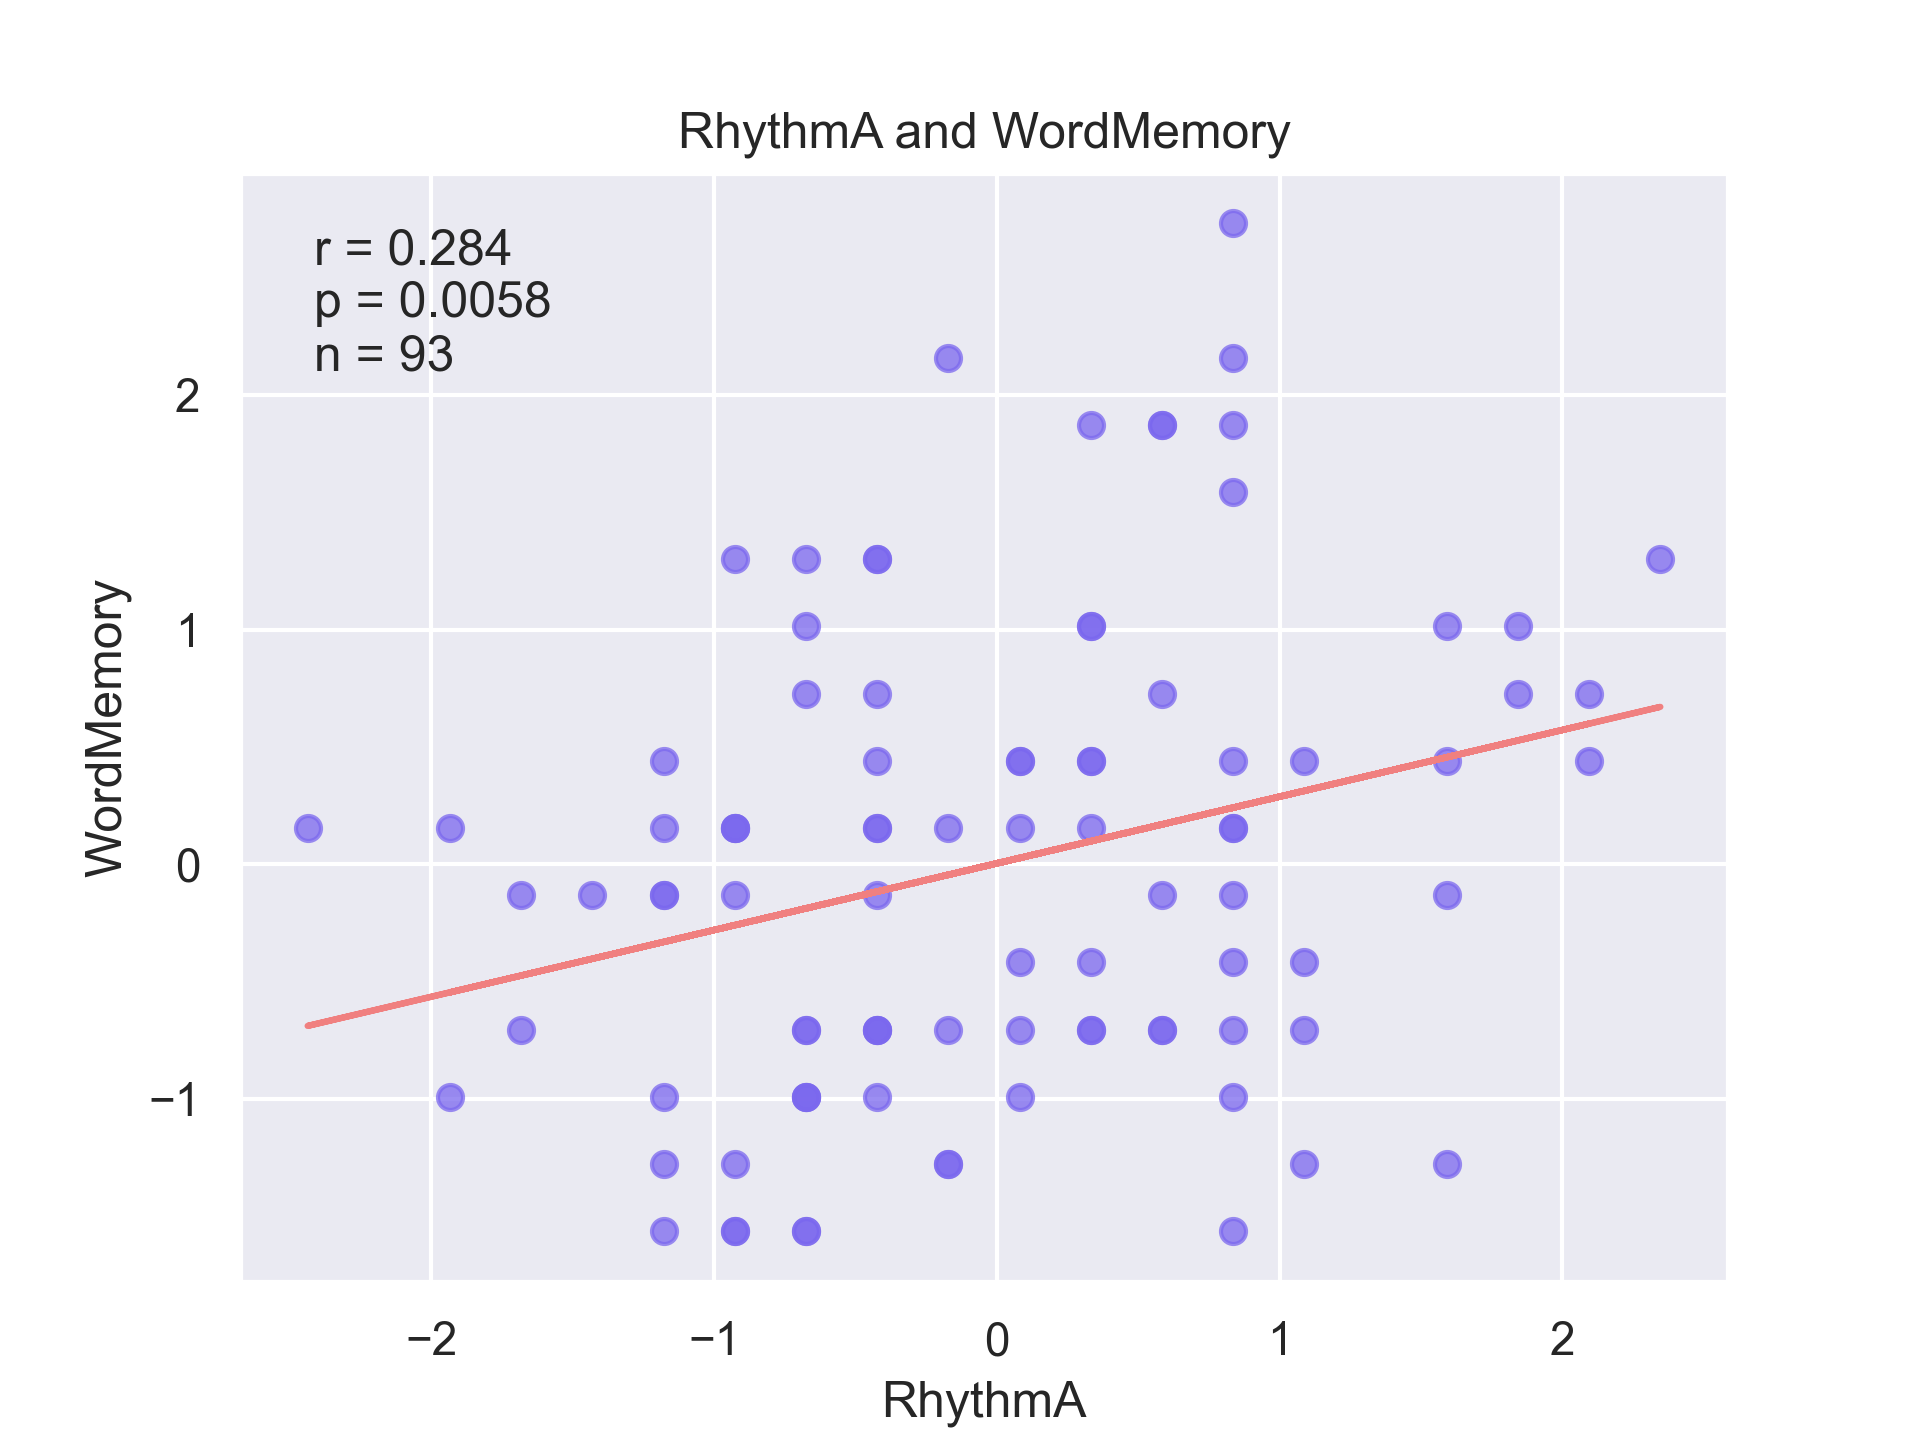 RhythmA and WordMemory
r = 0.284
p = 0.0058
n = 93
2
1
0
−1
WordMemory
−2 −1 0 1 2
RhythmA